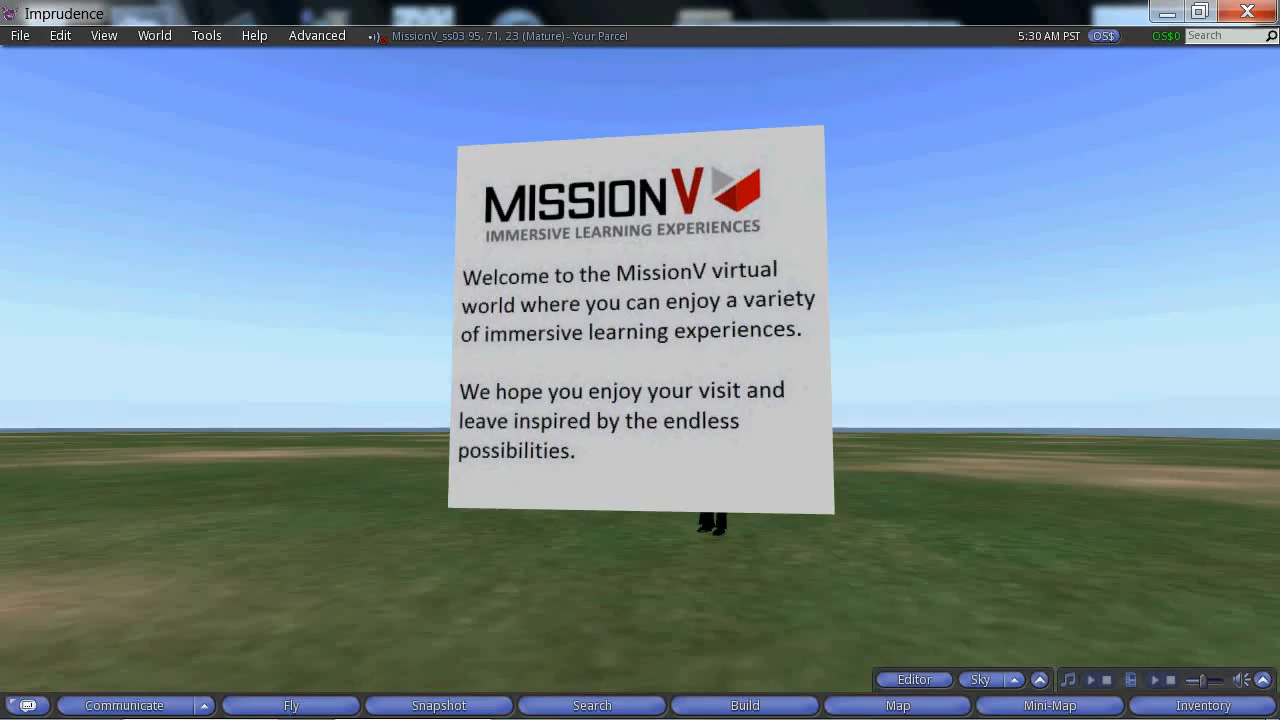 Imprudence
File Edit View World Tools Help Advanced MissionV_ss03 95, 71, 23 (Mature) - Your Parcel 5:30 AM PST OS$ OS$0 Search
MISSIONV
IMMERSIVE LEARNING EXPERIENCES
Welcome to the MissionV virtual
world where you can enjoy a variety
of immersive learning experiences.
We hope you enjoy your visit and
leave inspired by the endless
possibilities.
Editor Sky
Communicate Fly Snapshot Search Build Map Mini-Map Inventory